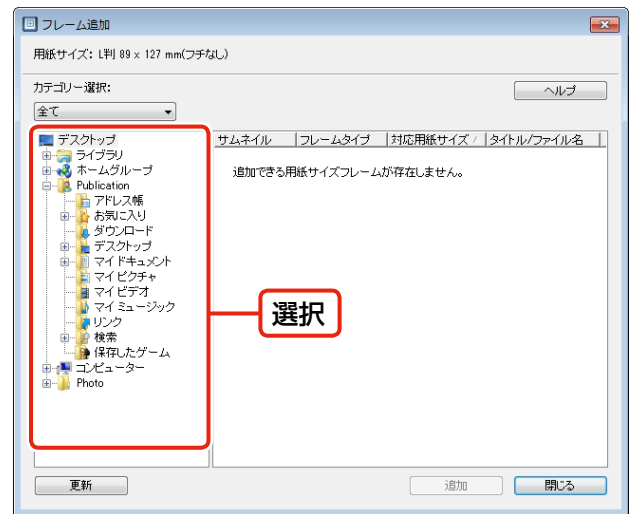 フレーム追加
用紙サイズ: L判 89 x 127 mm(フチなし)
カテゴリー選択:
ヘルプ
全て
デスクトップ
ライブラリ
ホームグループ
Publication
アドレス帳
お気に入り
ダウンロード
デスクトップ
マイ ドキュメント
マイ ピクチャ
マイ ビデオ
マイ ミュージック
リンク
検索
保存したゲーム
コンピューター
Photo
サムネイル フレームタイプ 対応用紙サイズ / タイトル/ファイル名
追加できる用紙サイズフレームが存在しません。
選択
更新
追加
閉じる